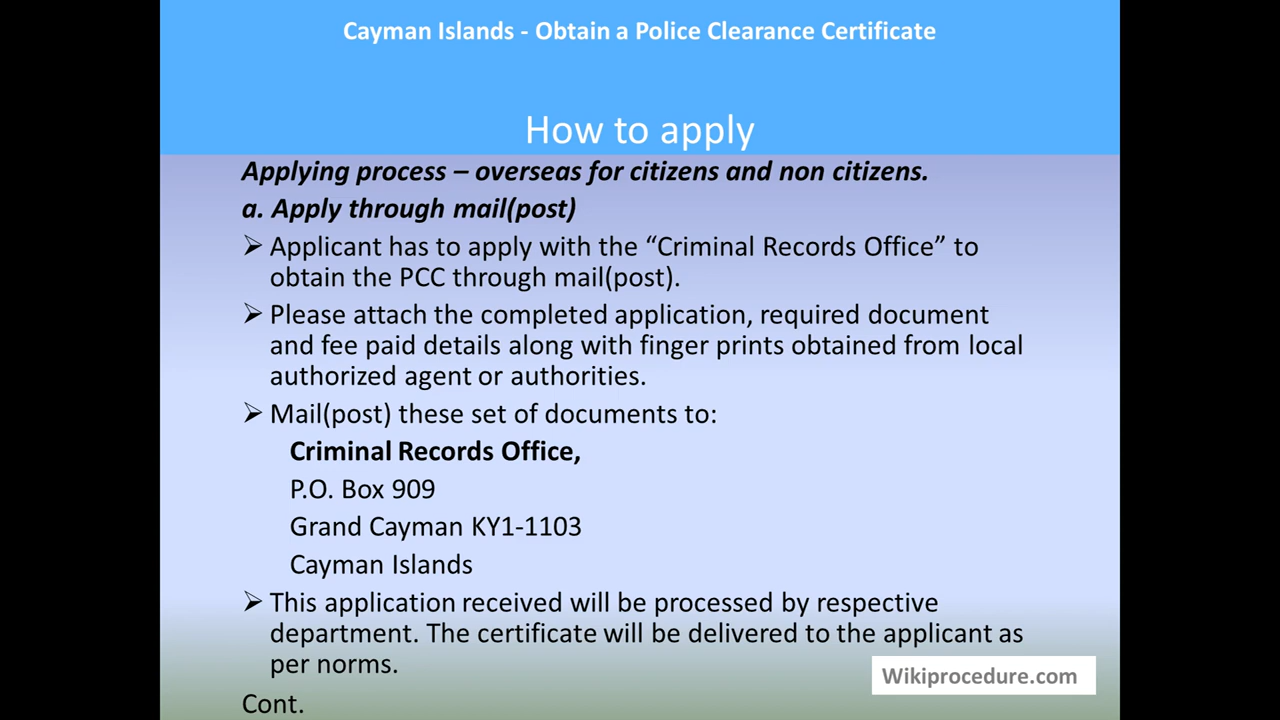 Cayman Islands - Obtain a Police Clearance Certificate
How to apply
Applying process – overseas for citizens and non citizens.
a. Apply through mail(post)
➢ Applicant has to apply with the “Criminal Records Office” to
obtain the PCC through mail(post).
➢ Please attach the completed application, required document
and fee paid details along with finger prints obtained from local
authorized agent or authorities.
➢ Mail(post) these set of documents to:
Criminal Records Office,
P.O. Box 909
Grand Cayman KY1-1103
Cayman Islands
➢ This application received will be processed by respective
department. The certificate will be delivered to the applicant as
per norms.
Wikiprocedure.com
Cont.